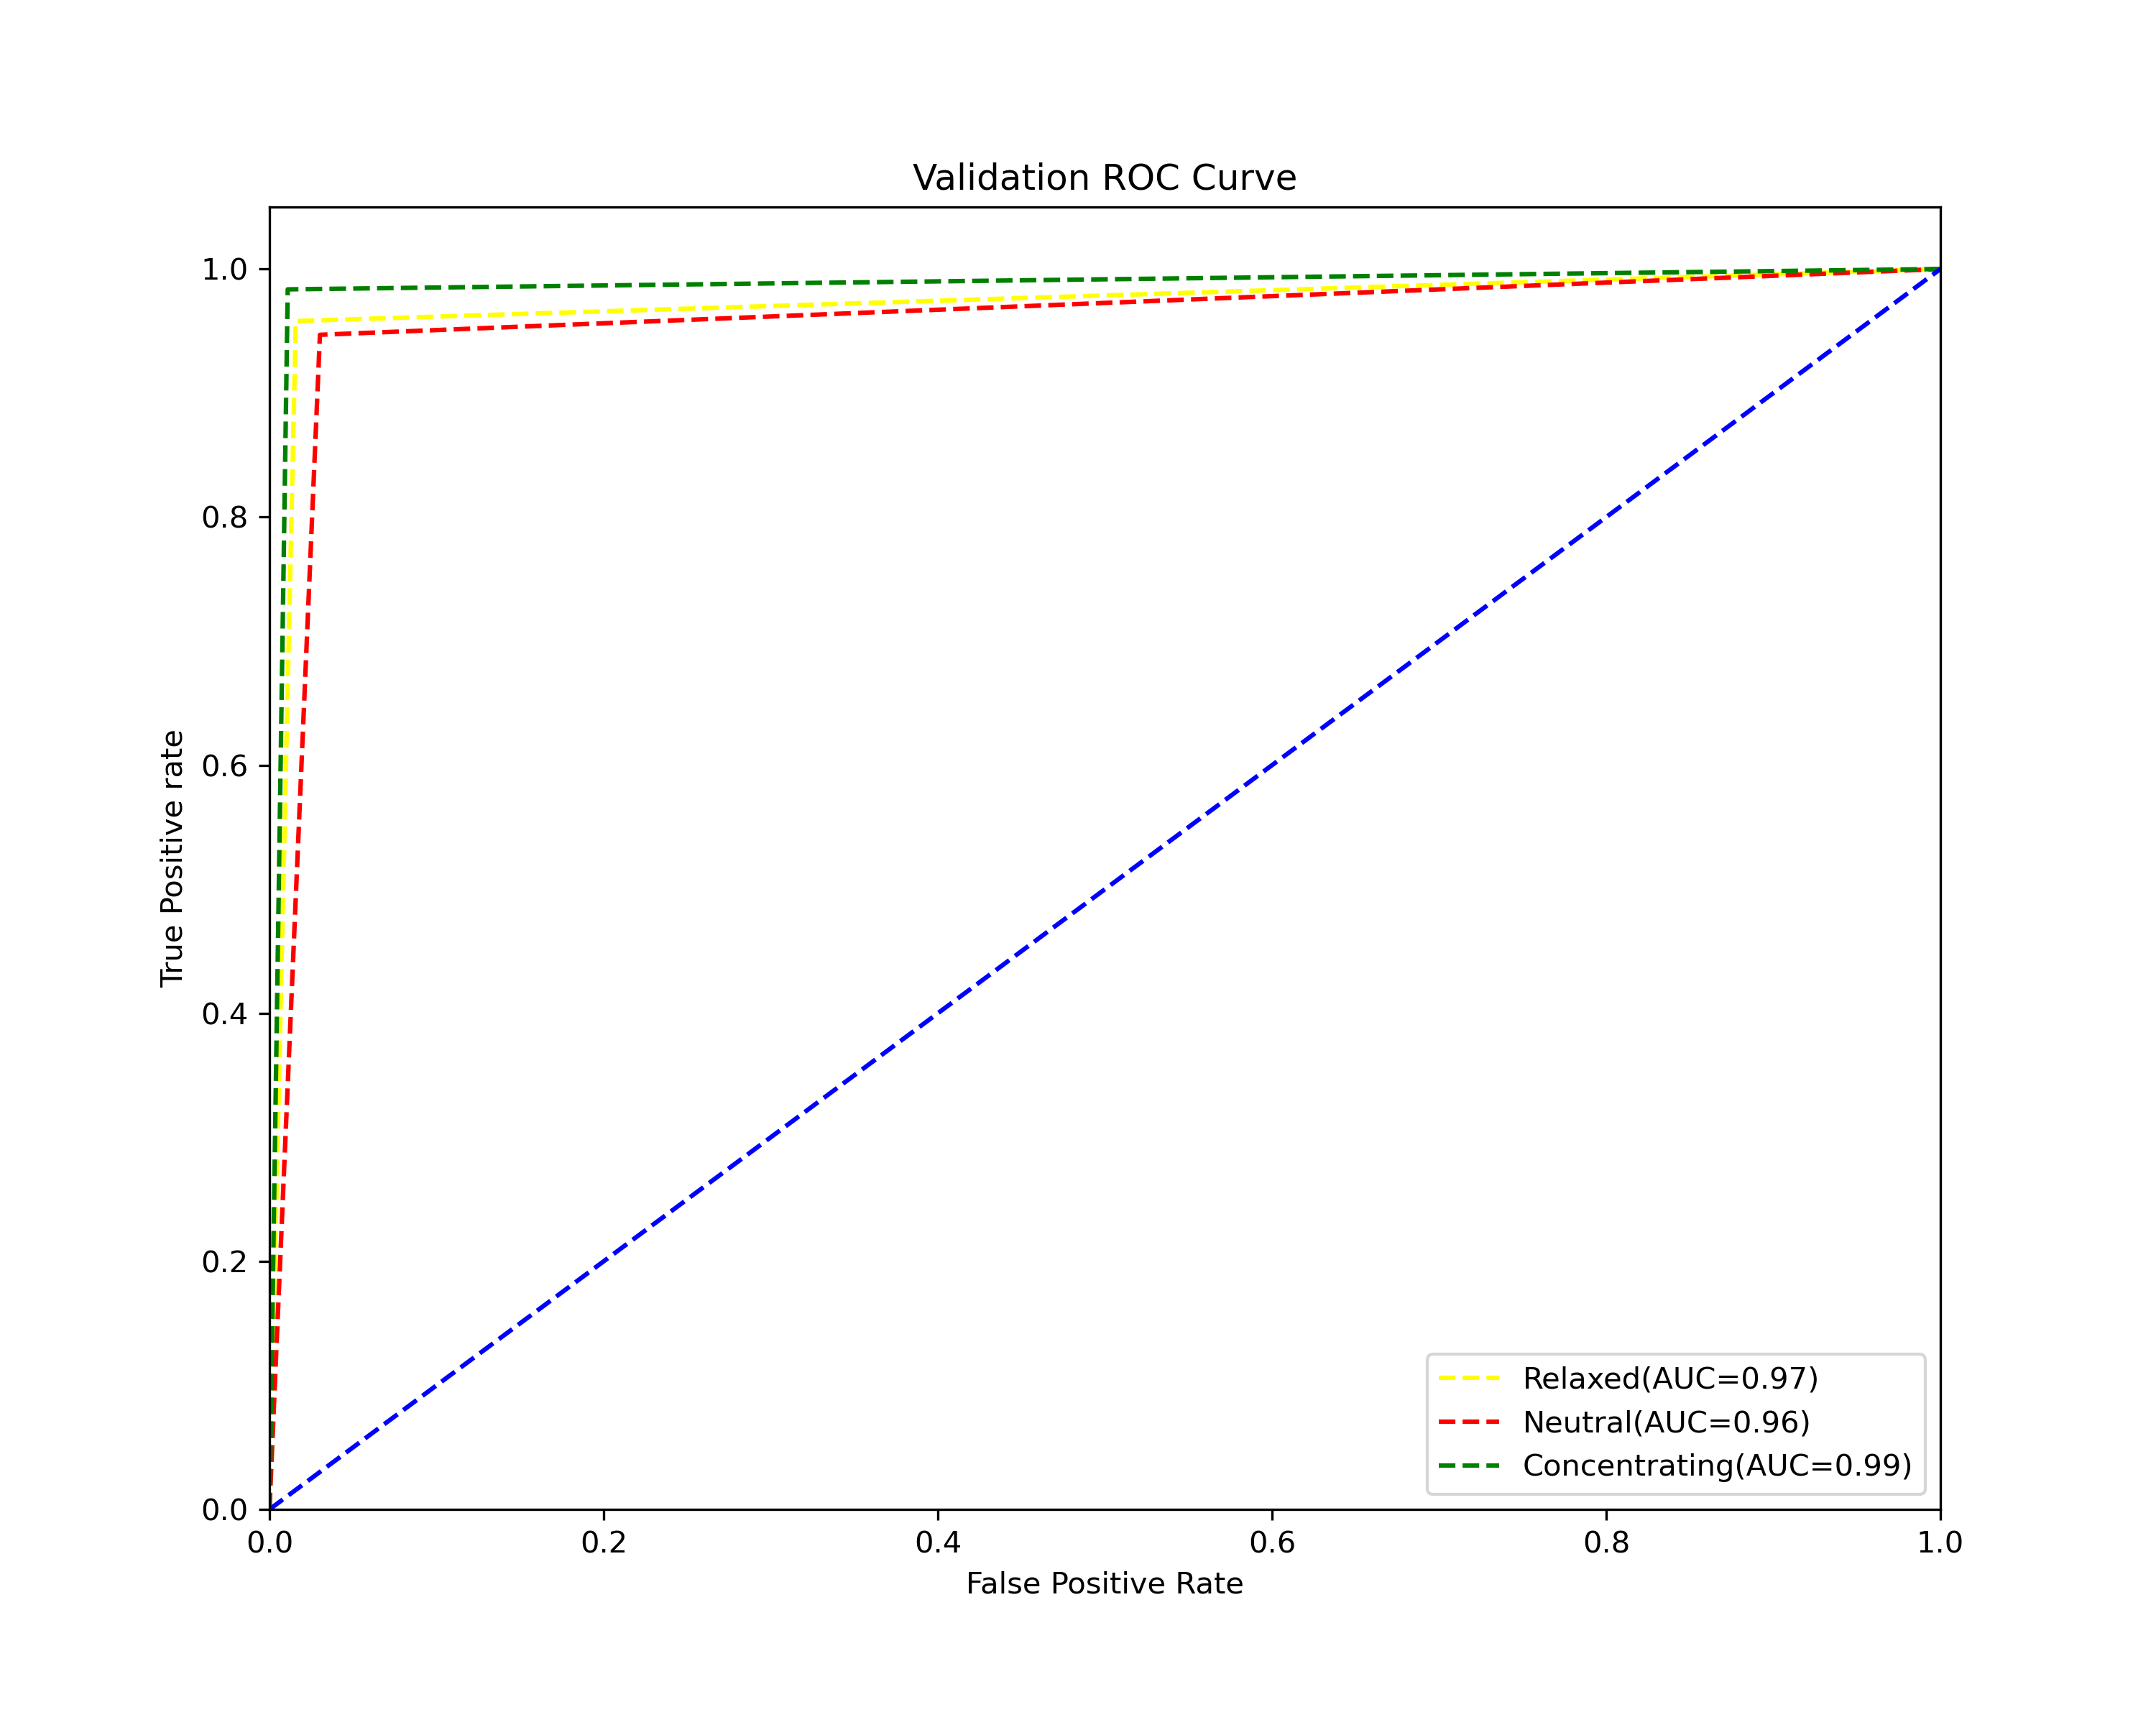 Validation ROC Curve
1.0
0.8
0.6
0.4
0.2
0.0
True Positive rate
0.0 0.2 0.4 0.6 0.8 1.0
False Positive Rate
Relaxed(AUC=0.97)
Neutral(AUC=0.96)
Concentrating(AUC=0.99)